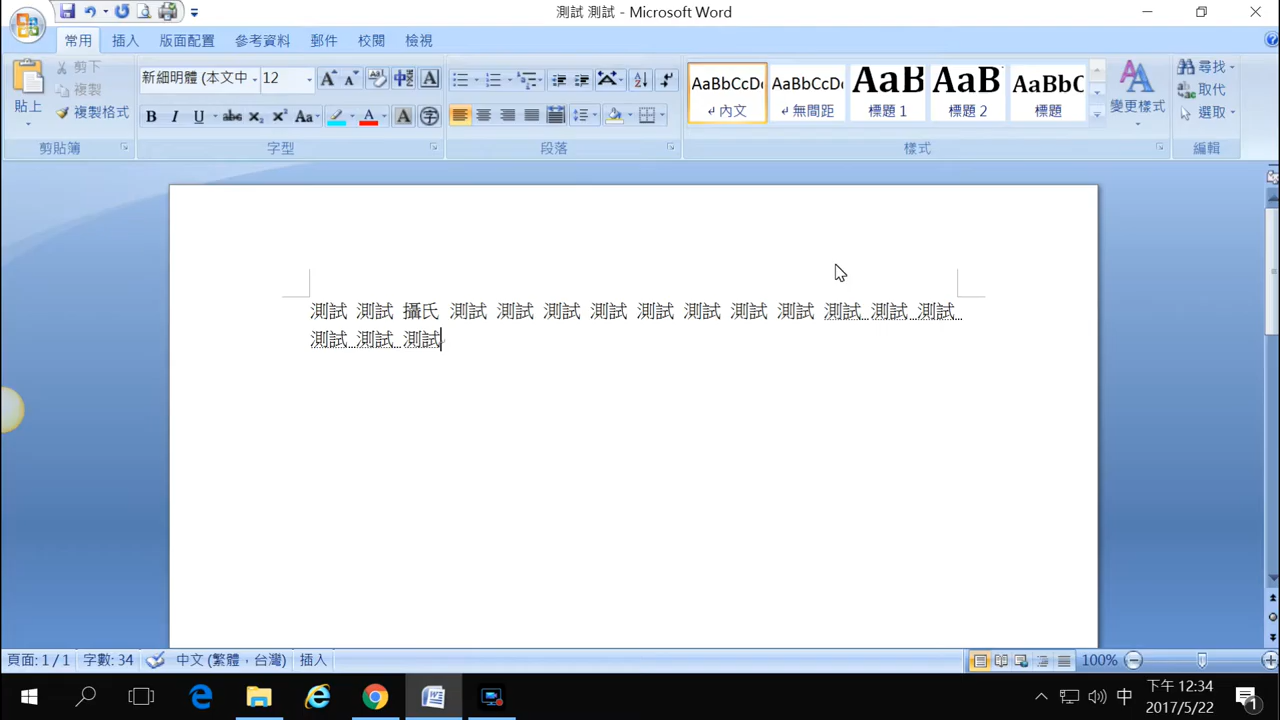 測試 測試 - Microsoft Word
常用 插入 版面配置 參考資料 郵件 校閱 檢視
貼上 剪下 複製 複製格式
新細明體 (本文中 12
B I U abc x₂ x² Aa A A A
AaBbCcDc AaBbCcDc AaB AaB AaBbC
↲ 內文 ↲ 無間距 標題 1 標題 2 標題
變更樣式
尋找 取代 選取
剪貼簿 字型 段落 樣式 編輯
測試 測試 攝氏 測試 測試 測試 測試 測試 測試 測試 測試 測試 測試 測試
測試 測試 測試
頁面: 1 / 1 字數: 34 中文 (繁體，台灣) 插入 100%
中 下午 12:34
2017/5/22
1